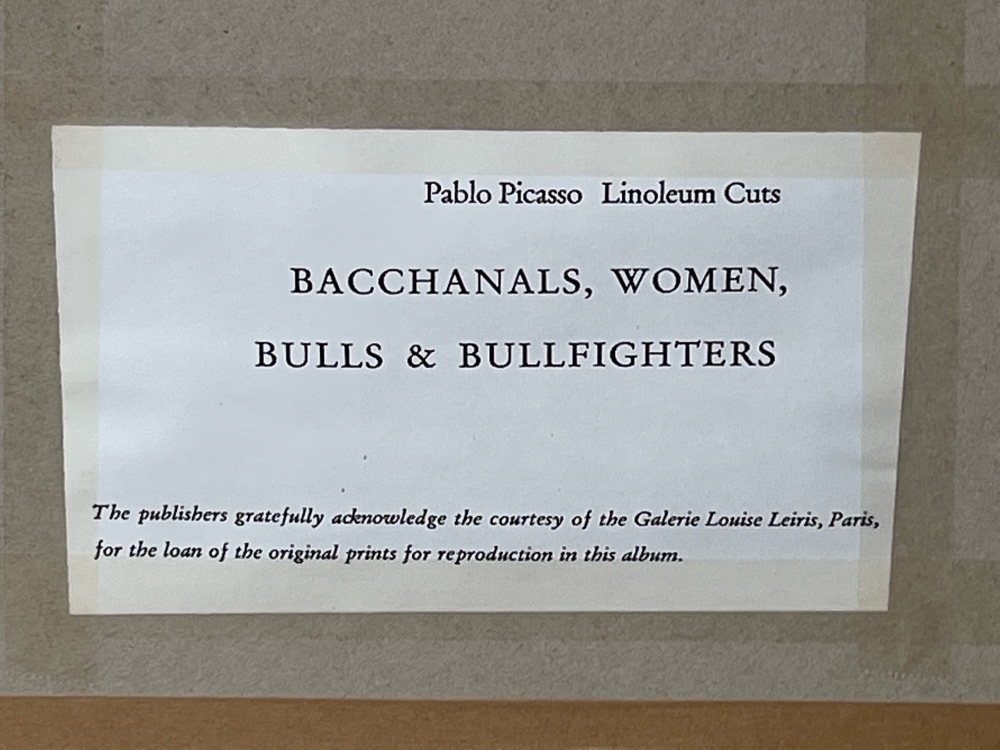 Pablo Picasso Linoleum Cuts
BACCHANALS, WOMEN,
BULLS & BULLFIGHTERS
The publishers gratefully acknowledge the courtesy of the Galerie Louise Leiris, Paris,
for the loan of the original prints for reproduction in this album.